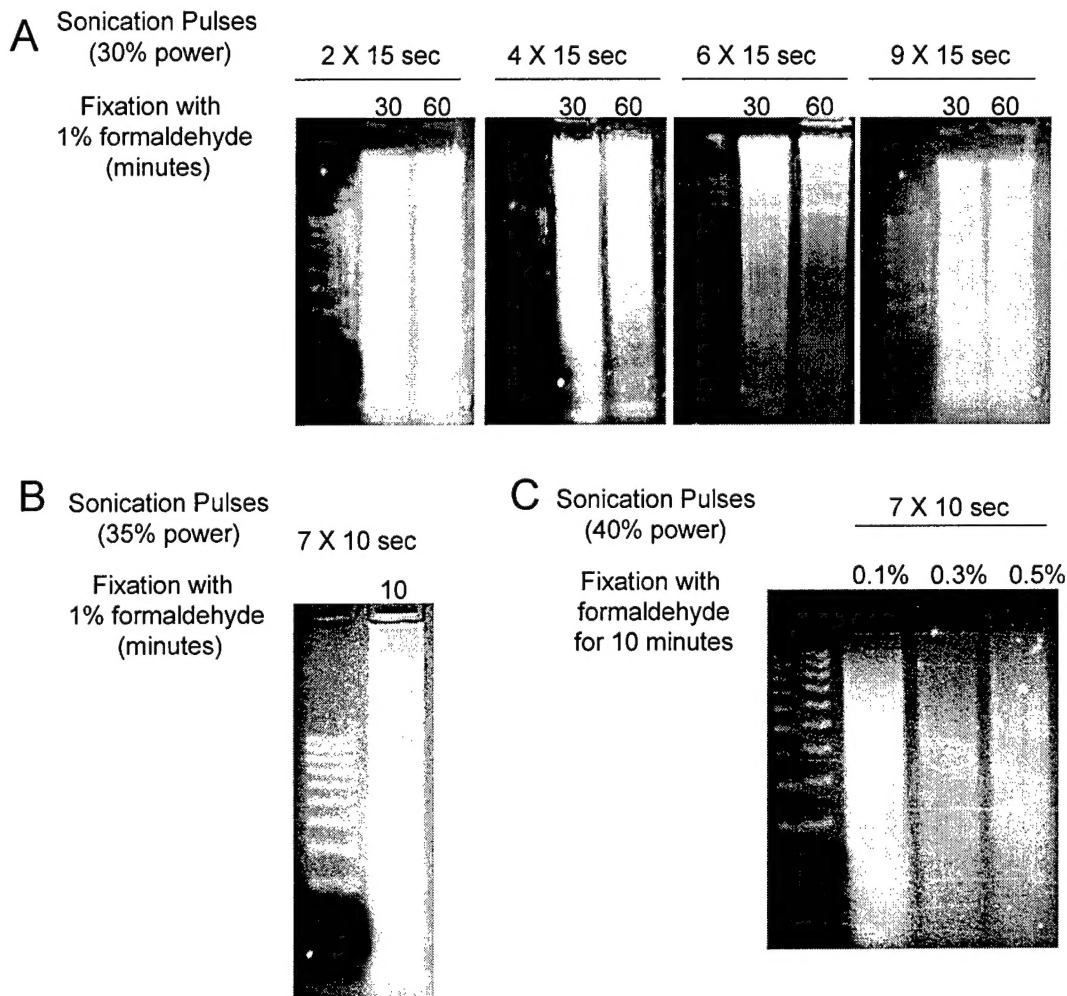 A
Sonication Pulses
(30% power)
2 X 15 sec
4 X 15 sec
6 X 15 sec
9 X 15 sec
Fixation with
1% formaldehyde
(minutes)
30 60
30 60
30 60
30 60
B
Sonication Pulses
(35% power)
7 X 10 sec
Fixation with
1% formaldehyde
(minutes)
10
C
Sonication Pulses
(40% power)
7 X 10 sec
Fixation with
formaldehyde
for 10 minutes
0.1% 0.3% 0.5%